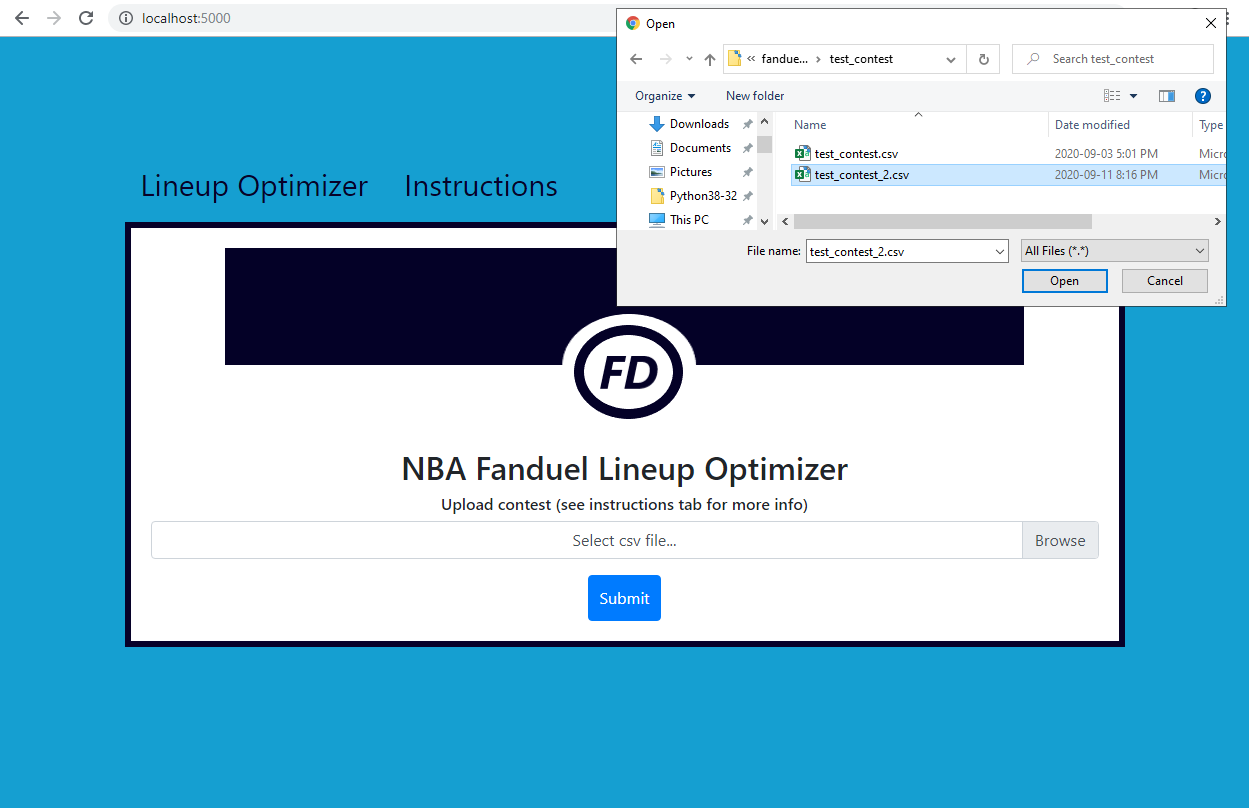 localhost:5000
Open
« fandue... › test_contest
Search test_contest
Organize
New folder
?
Downloads
Documents
Pictures
Python38-32
This PC
Name
Date modified
Type
test_contest.csv
2020-09-03 5:01 PM
Micro
test_contest_2.csv
2020-09-11 8:16 PM
Micro
File name:
test_contest_2.csv
All Files (*.*)
Open
Cancel
Lineup Optimizer
Instructions
FD
NBA Fanduel Lineup Optimizer
Upload contest (see instructions tab for more info)
Select csv file...
Browse
Submit